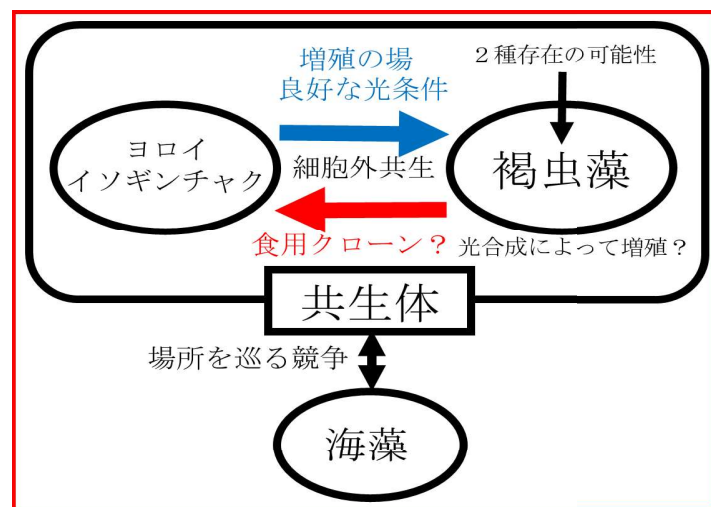 増殖の場
良好な光条件
２種存在の可能性
ヨロイ
イソギンチャク
細胞外共生
褐虫藻
食用クローン？
光合成によって増殖？
共生体
場所を巡る競争
海藻